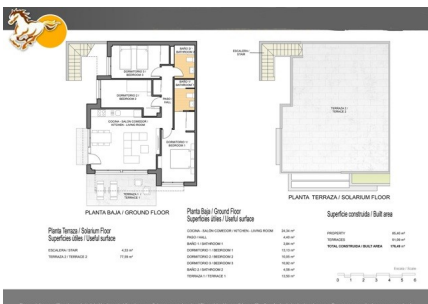 BAÑO 2 /
BATHROOM 2
DORMITORIO 3 /
BEDROOM 3
BAÑO 1 /
BATHROOM 1
DORMITORIO 2 /
BEDROOM 2
PASO
HALL
COCINA - SALÓN COMEDOR /
KITCHEN - LIVING ROOM
DORMITORIO 1 /
BEDROOM 1
TERRAZA 1 /
TERRACE 1
PLANTA BAJA / GROUND FLOOR
ESCALERA /
STAIR
TERRAZA 2 /
TERRACE 2
PLANTA TERRAZA / SOLARIUM FLOOR
Planta Terraza / Solarium Floor
Superficies útiles / Useful surface
ESCALERA / STAIR
TERRAZA 2 / TERRACE 2
Planta Baja / Ground Floor
Superficies útiles / Useful surface
COCINA - SALON COMEDOR / KITCHEN - LIVING ROOM
PASO / HALL
BAÑO 1 / BATHROOM 1
DORMITORIO 1 / BEDROOM 1
DORMITORIO 2 / BEDROOM 2
DORMITORIO 3 / BEDROOM 3
BAÑO 2 / BATHROOM 2
TERRAZA 1 / TERRACE 1
Superficie construida / Built area
PROPERTY
TERRACES
TOTAL CONSTRUIDA / BUILT AREA
Escala / Scale
0 1 2 3 4 5